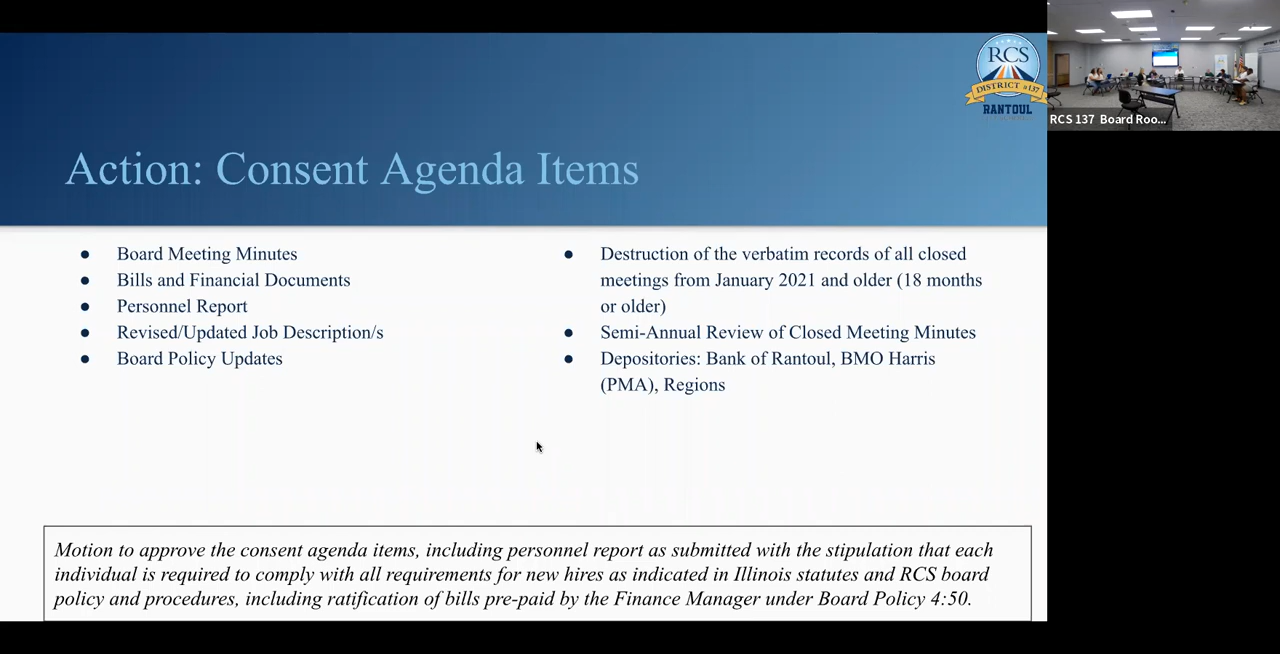 RCS
DISTRICT #137
RANTOUL
RCS 137 Board Roo...
Action: Consent Agenda Items
● Board Meeting Minutes
● Bills and Financial Documents
● Personnel Report
● Revised/Updated Job Description/s
● Board Policy Updates
● Destruction of the verbatim records of all closed
meetings from January 2021 and older (18 months
or older)
● Semi-Annual Review of Closed Meeting Minutes
● Depositories: Bank of Rantoul, BMO Harris
(PMA), Regions
Motion to approve the consent agenda items, including personnel report as submitted with the stipulation that each
individual is required to comply with all requirements for new hires as indicated in Illinois statutes and RCS board
policy and procedures, including ratification of bills pre-paid by the Finance Manager under Board Policy 4:50.